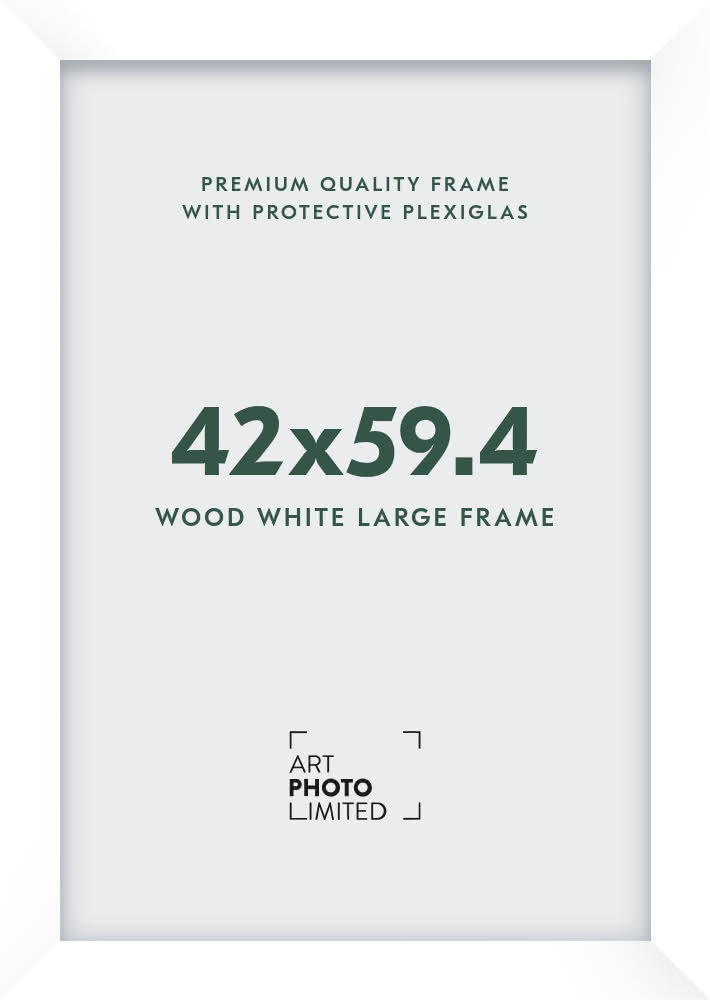 PREMIUM QUALITY FRAME
WITH PROTECTIVE PLEXIGLAS
42x59.4
WOOD WHITE LARGE FRAME
ART
PHOTO
LIMITED